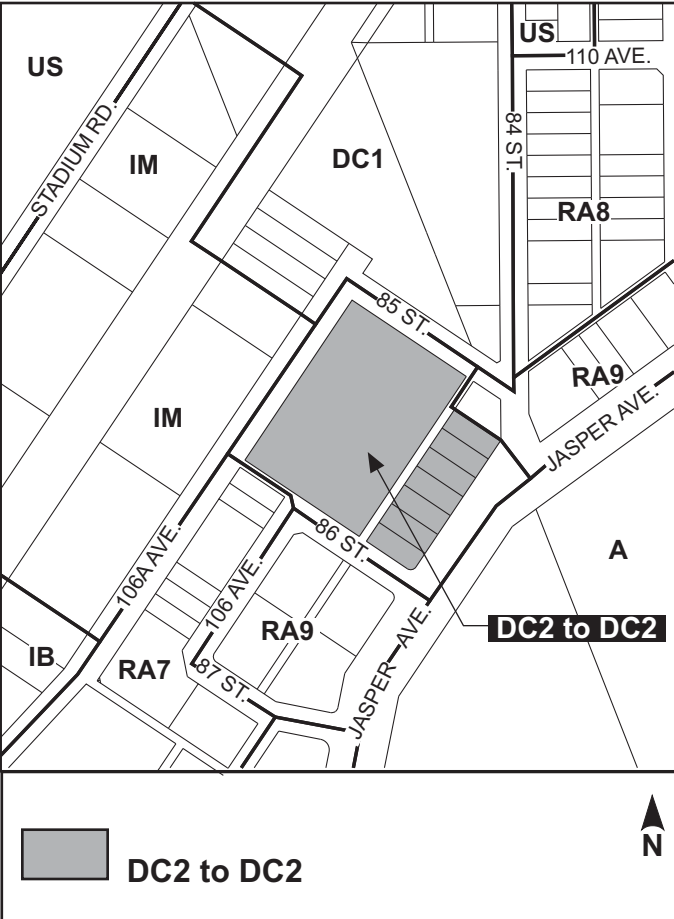 US
US
110 AVE.
STADIUM RD.
IM
DC1
84 ST.
RA8
85 ST.
RA9
IM
JASPER AVE.
86 ST.
A
106A AVE.
106 AVE.
RA9
DC2 to DC2
IB
RA7
87 ST.
JASPER AVE.
DC2 to DC2
N